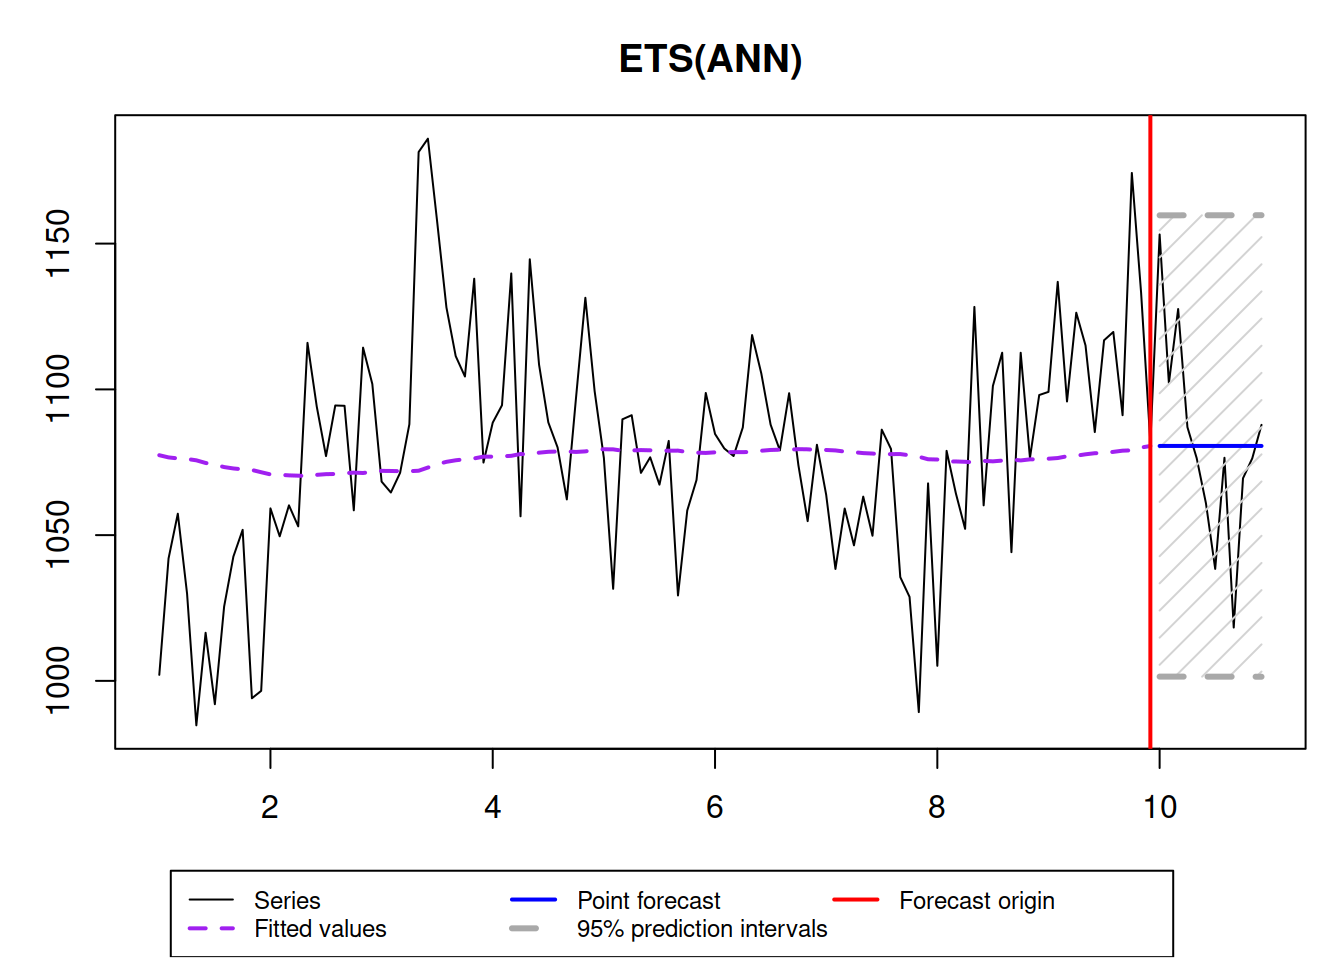 ETS(ANN)
1150
1100
1050
1000
2 4 6 8 10
Series Point forecast Forecast origin
Fitted values 95% prediction intervals